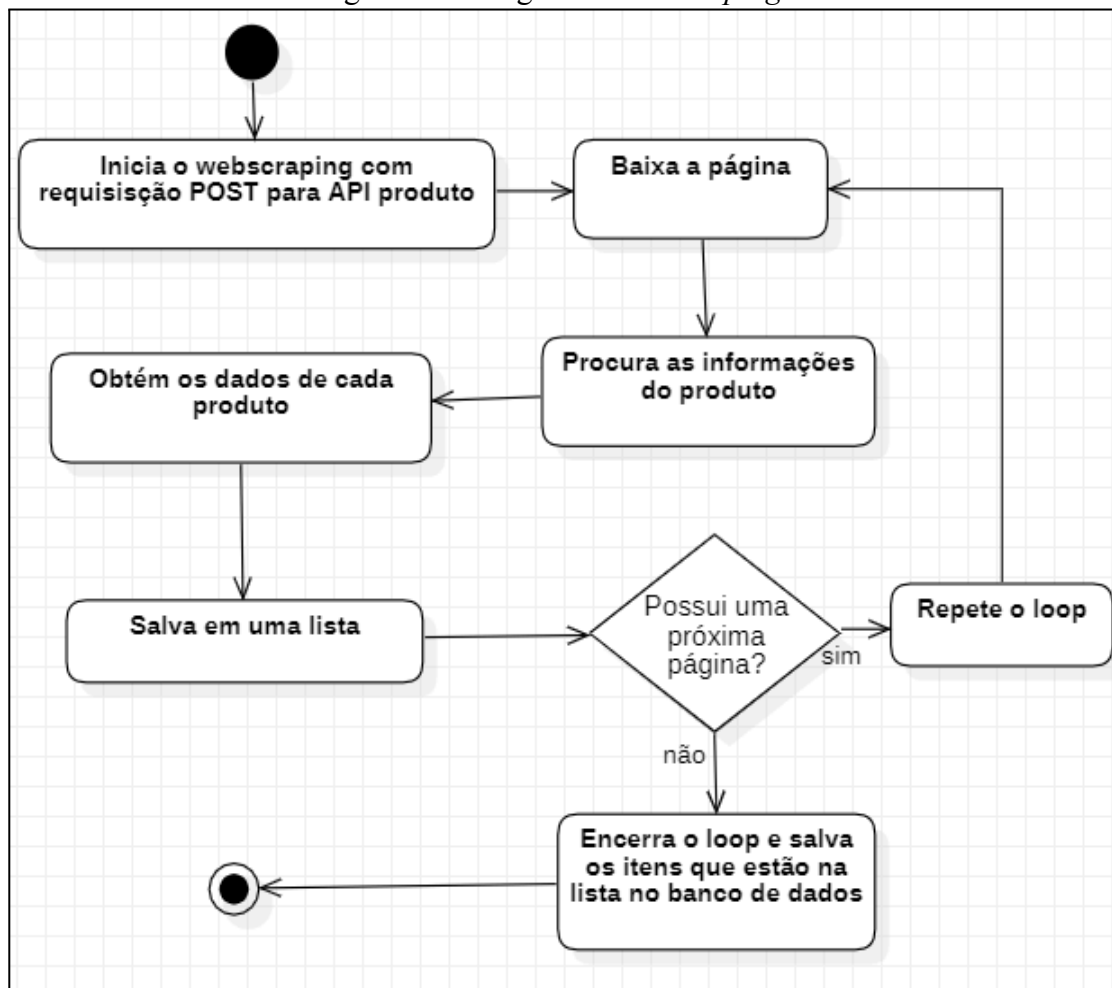 Inicia o webscraping com
requisisção POST para API produto
Baixa a página
Procura as informações
do produto
Obtém os dados de cada
produto
Salva em uma lista
Possui uma
próxima
página?
sim
Repete o loop
não
Encerra o loop e salva
os itens que estão na
lista no banco de dados